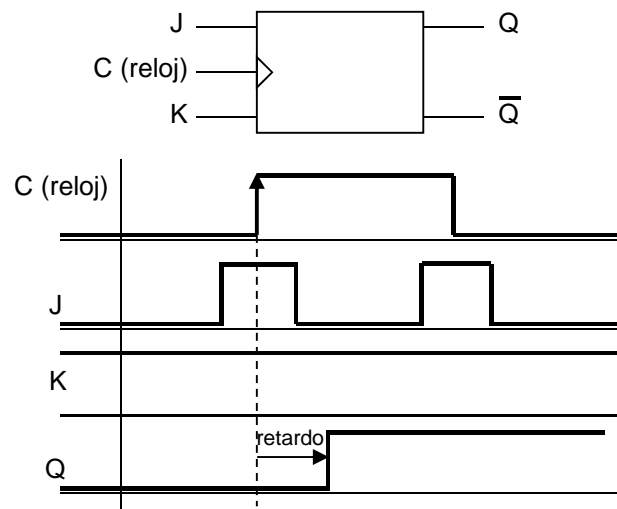 J Q
C (reloj)
K Q
C (reloj)
J
K
retardo
Q